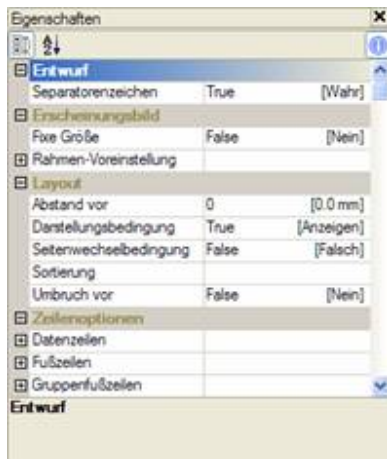 Eigenschaften
Entwurf
Separatorenzeichen True [Wahr]
Erscheinungsbild
Fixe Größe False [Nein]
Rahmen-Voreinstellung
Layout
Abstand vor 0 [0.0 mm]
Darstellungsbedingung True [Anzeigen]
Seitenwechselbedingung False [Falsch]
Sortierung
Umbruch vor False [Nein]
Zeilenoptionen
Datenzeilen
Fußzeilen
Gruppenfußzeilen
Entwurf